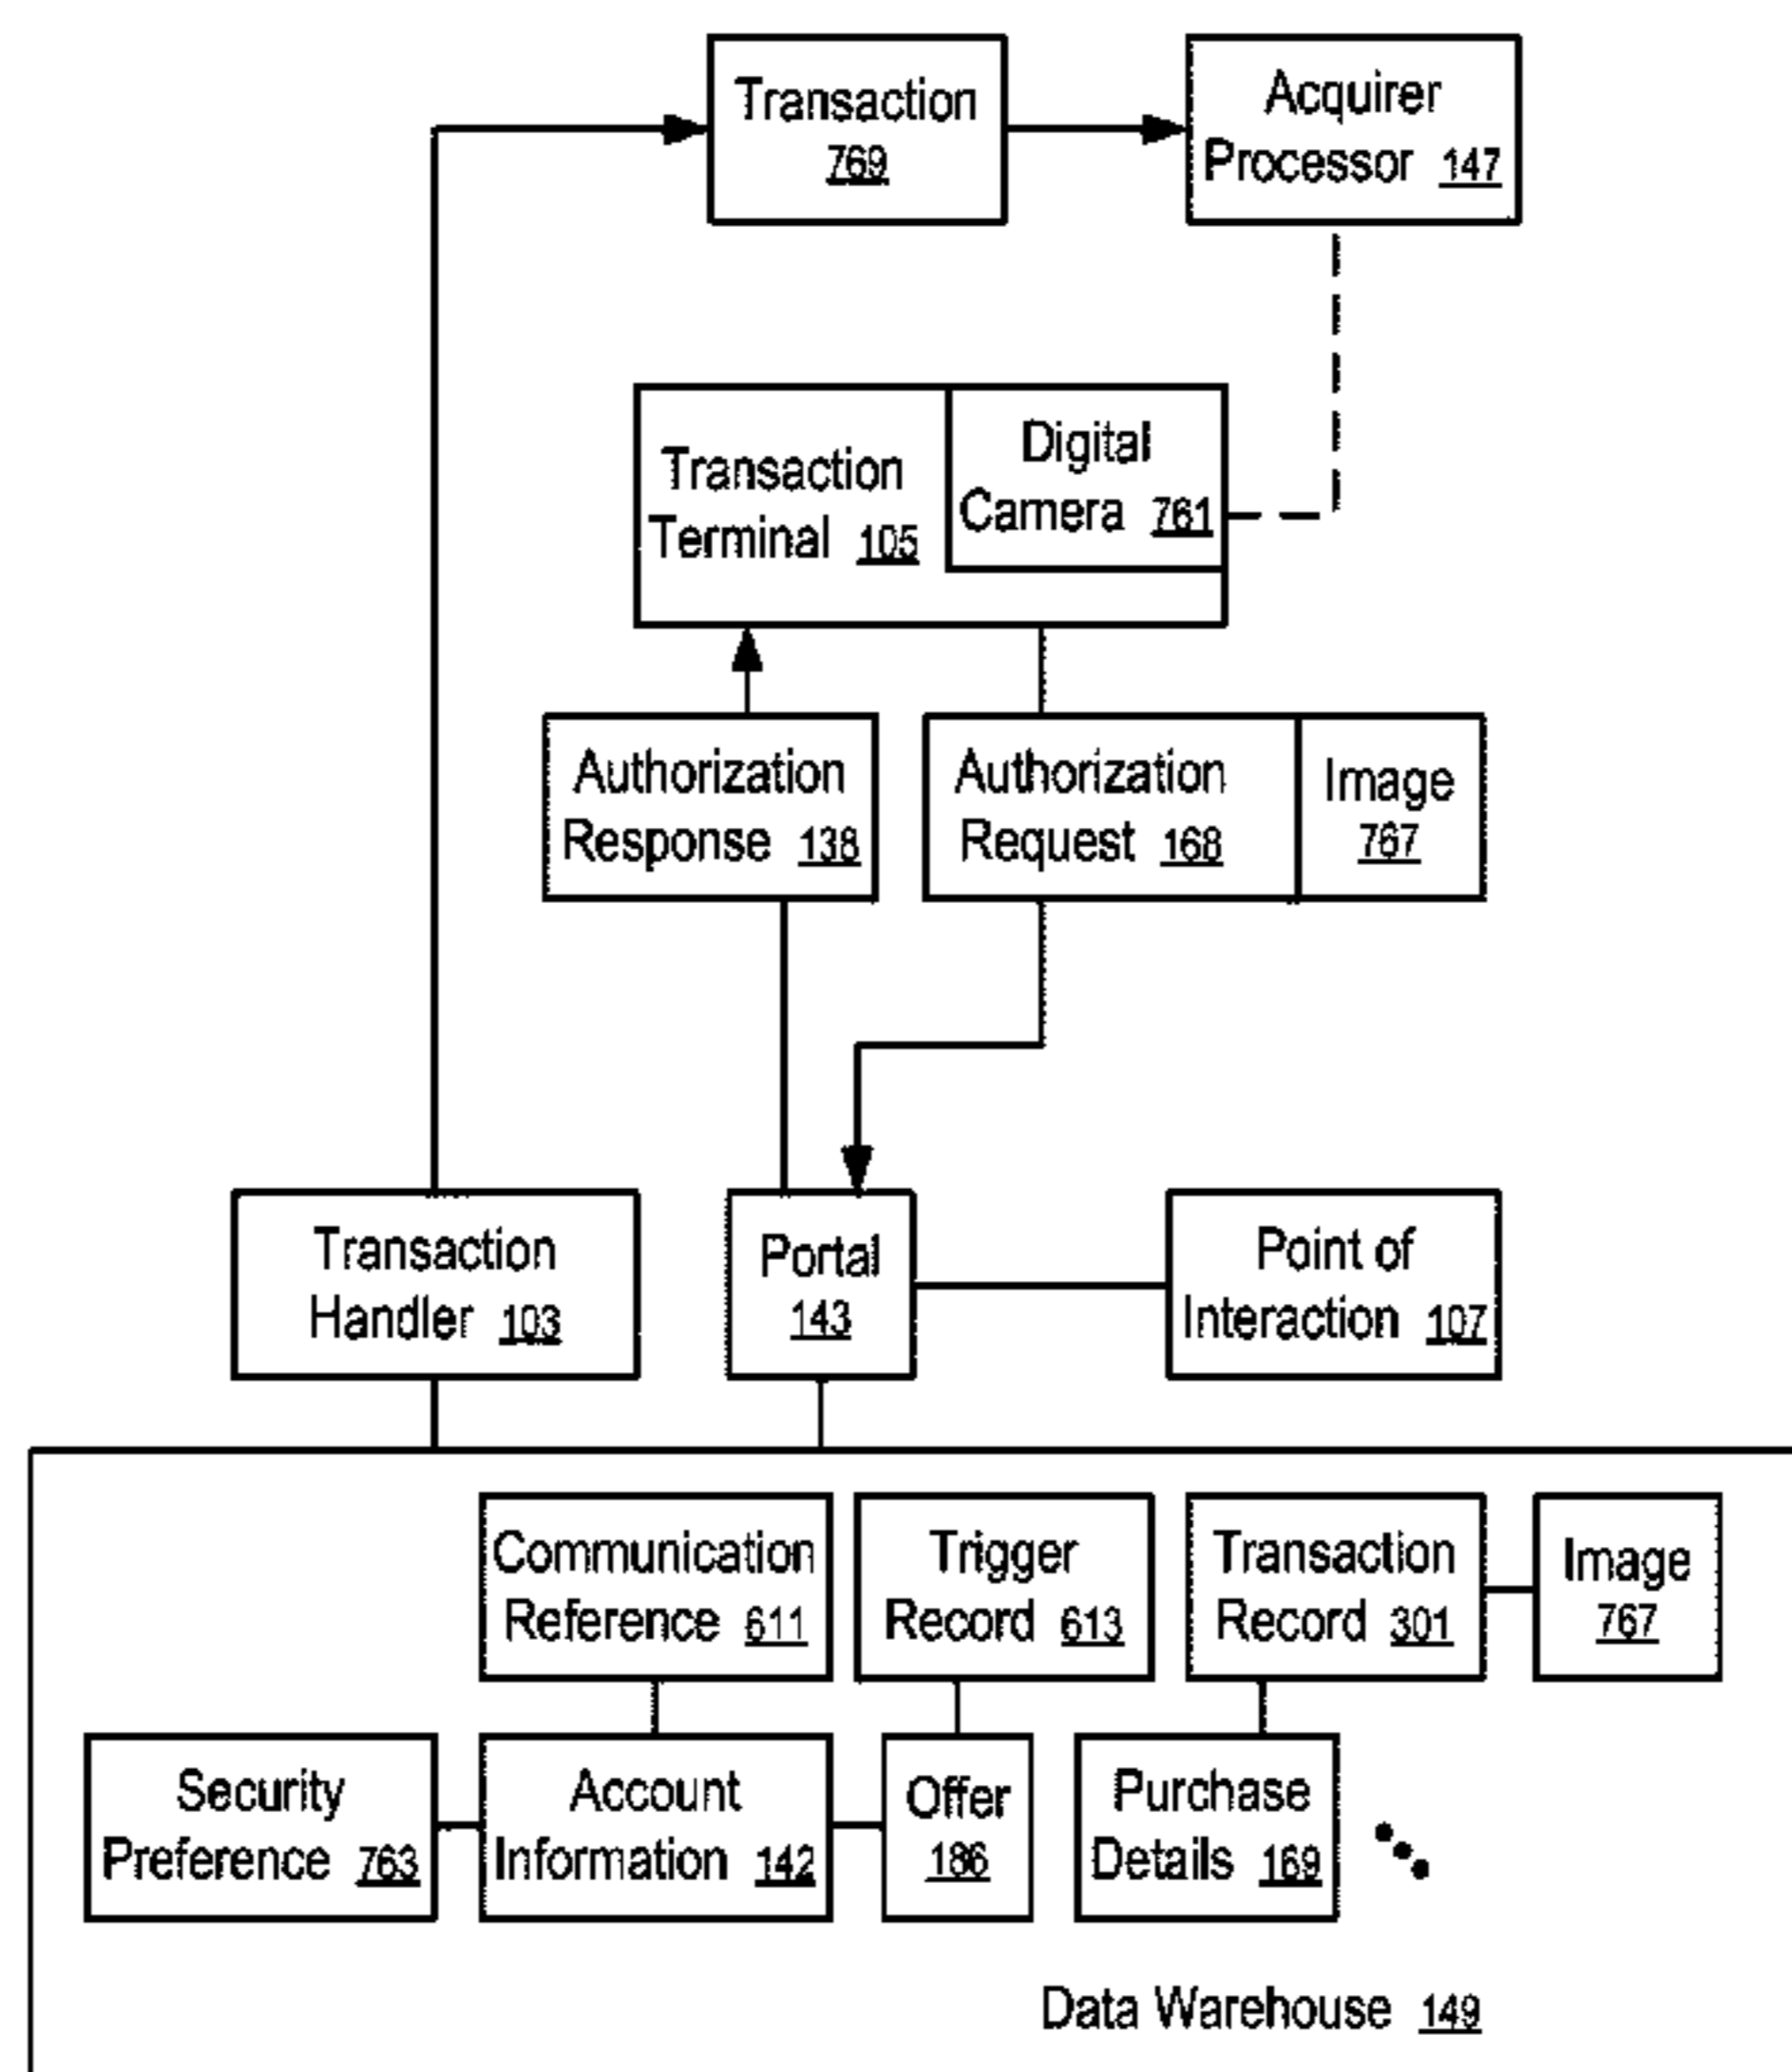 Transaction
769
Acquirer
Processor 147
Transaction
Terminal 105
Digital
Camera 761
Authorization
Response 138
Authorization
Request 168
Image
767
Transaction
Handler 103
Portal
143
Point of
Interaction 107
Communication
Reference 611
Trigger
Record 613
Transaction
Record 301
Image
767
Security
Preference 763
Account
Information 142
Offer
186
Purchase
Details 169
Data Warehouse 149